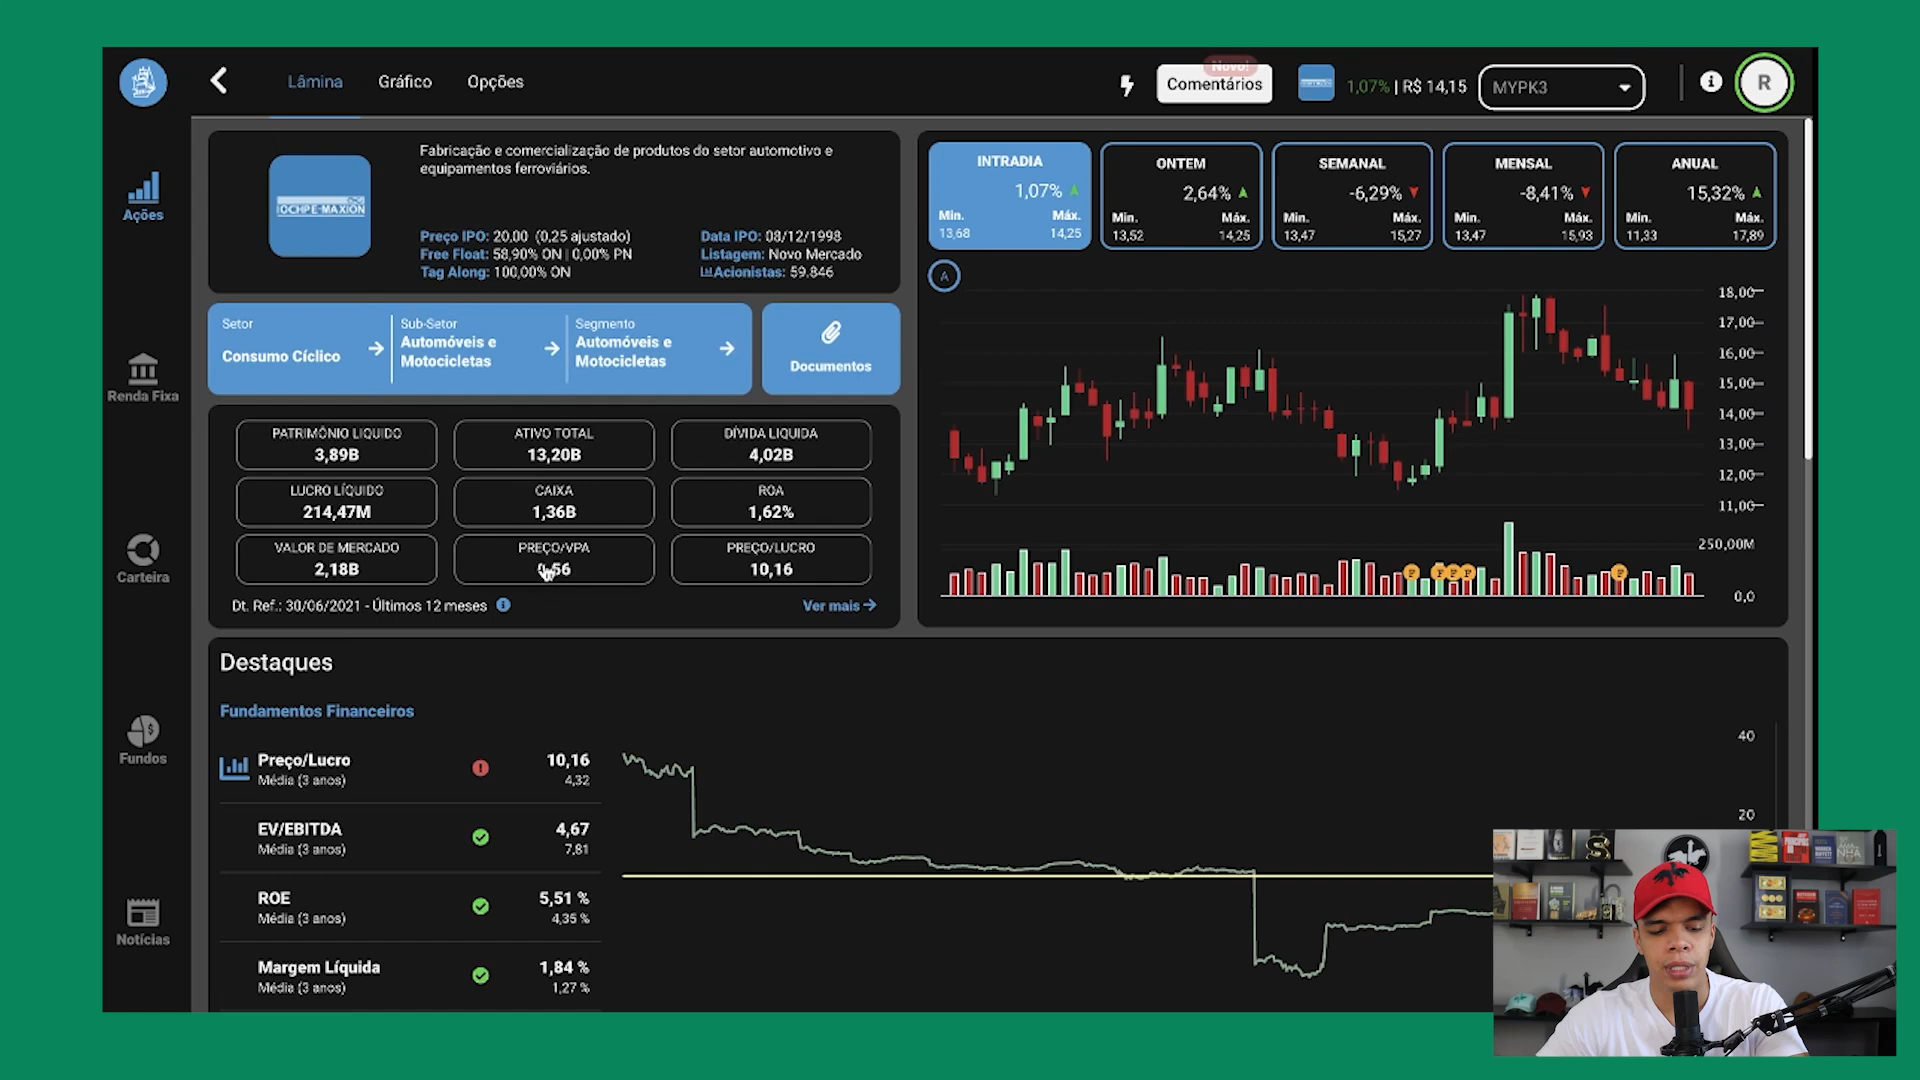 Lâmina
Gráfico
Opções
Novo!
Comentários
1,07% | R$ 14,15
MYPK3
R
Ações
Renda Fixa
Carteira
Fundos
Notícias
IOCHPE-MAXION
Fabricação e comercialização de produtos do setor automotivo e
equipamentos ferroviários.
Preço IPO: 20.00 (0,25 ajustado)
Free Float: 58,90% ON | 0,00% PN
Tag Along: 100,00% ON
Data IPO: 08/12/1998
Listagem: Novo Mercado
Acionistas: 59.846
Setor
Consumo Cíclico
Sub-Setor
Automóveis e
Motocicletas
Segmento
Automóveis e
Motocicletas
Documentos
PATRIMÔNIO LIQUIDO
3,89B
ATIVO TOTAL
13,20B
DÍVIDA LIQUIDA
4,02B
LUCRO LÍQUIDO
214,47M
CAIXA
1,36B
ROA
1,62%
VALOR DE MERCADO
2,18B
PREÇO/VPA
0,56
PREÇO/LUCRO
10,16
Dt. Ref.: 30/06/2021 - Últimos 12 meses
Ver mais
INTRADIA
1,07%
Min. Máx.
13,68 14,25
ONTEM
2,64%
Min. Máx.
13,52 14,25
SEMANAL
-6,29%
Min. Máx.
13,47 15,27
MENSAL
-8,41%
Min. Máx.
13,47 15,93
ANUAL
15,32%
Min. Máx.
11,33 17,89
A
18,00
17,00
16,00
15,00
14,00
13,00
12,00
11,00
250,00M
0,0
F
F
F
F
F
Destaques
Fundamentos Financeiros
Preço/Lucro 10,16
Média (3 anos) 4,32
EV/EBITDA 4,67
Média (3 anos) 7,81
ROE 5,51 %
Média (3 anos) 4,35 %
Margem Líquida 1,84 %
Média (3 anos) 1,27 %
40
20